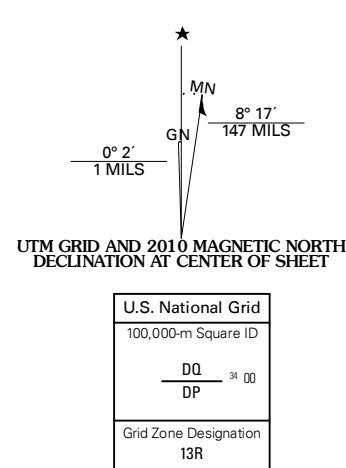 ★
MN
8° 17´
147 MILS
GN
0° 2´
1 MILS
UTM GRID AND 2010 MAGNETIC NORTH
DECLINATION AT CENTER OF SHEET
U.S. National Grid
100,000-m Square ID
DQ
34 00
DP
Grid Zone Designation
13R